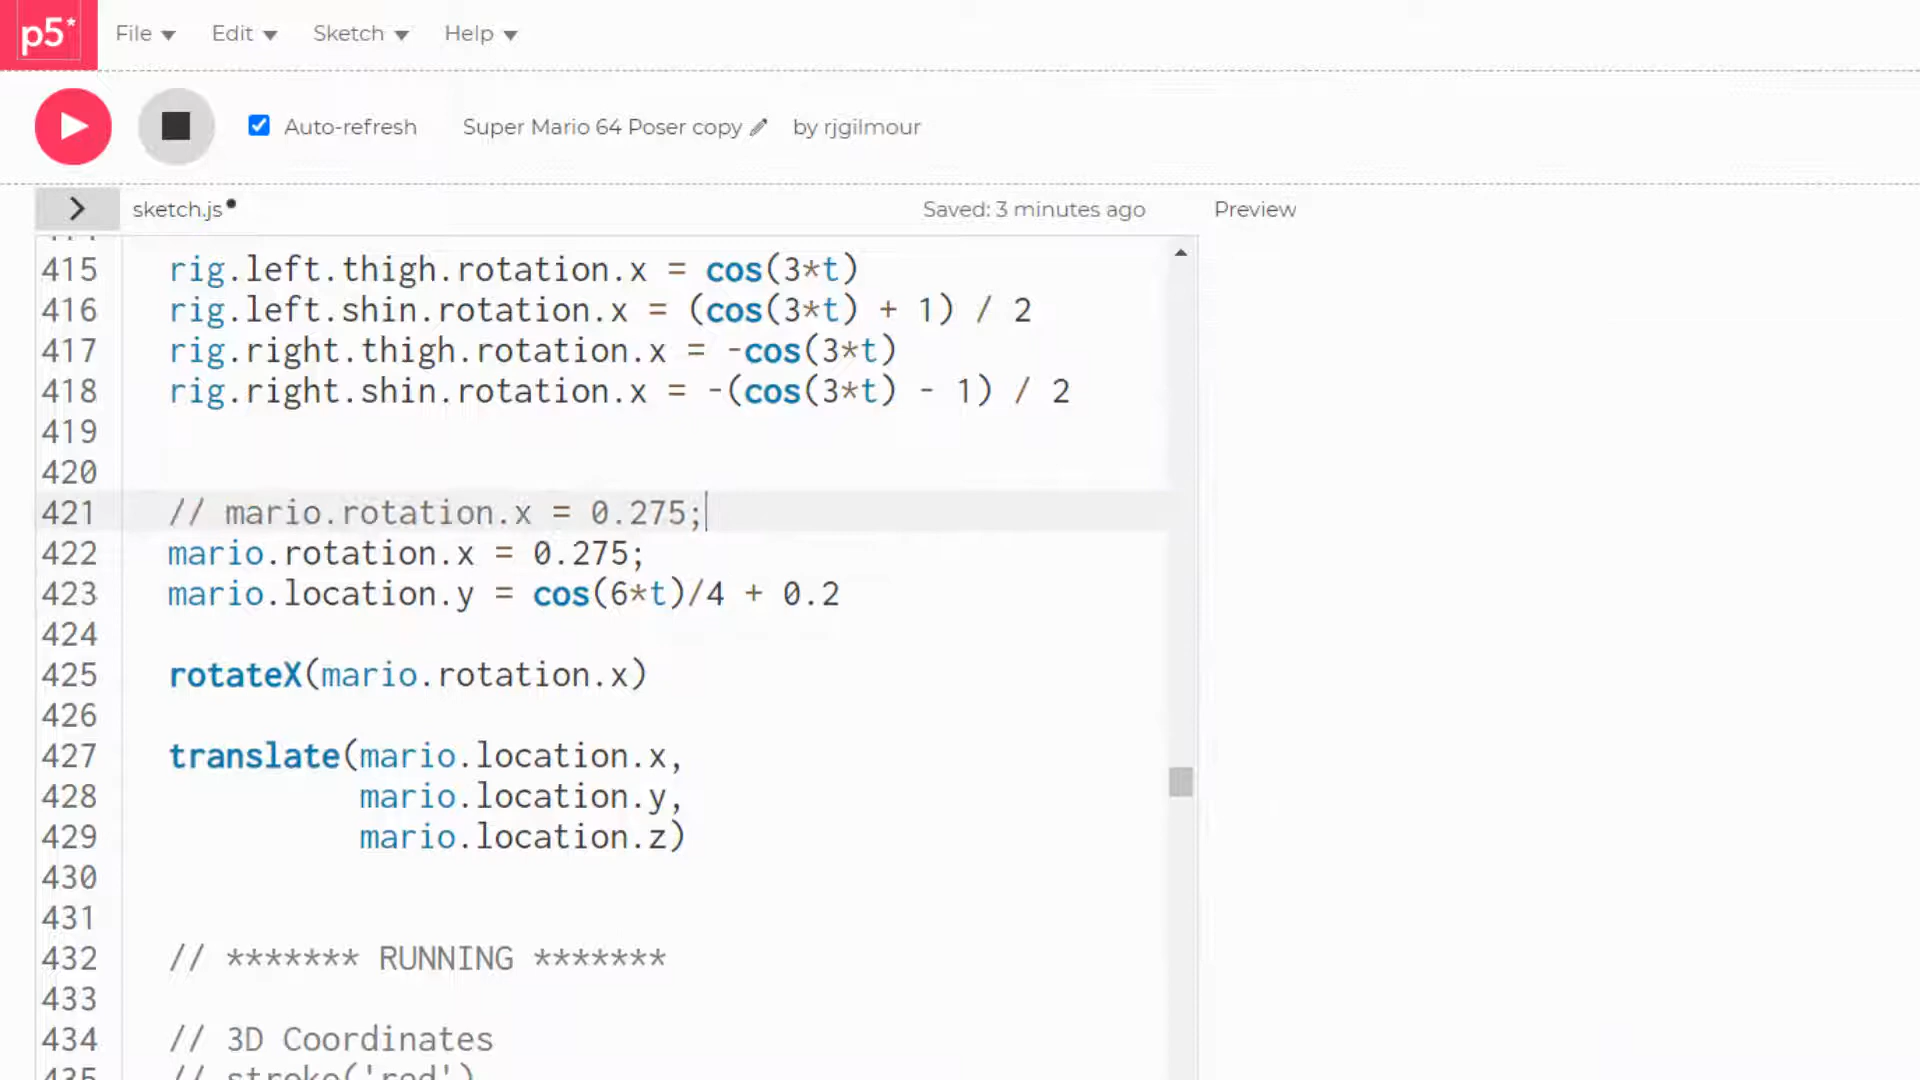 p5* File Edit Sketch Help
Auto-refresh Super Mario 64 Poser copy by rjgilmour
> sketch.js Saved: 3 minutes ago Preview
415 rig.left.thigh.rotation.x = cos(3*t)
416 rig.left.shin.rotation.x = (cos(3*t) + 1) / 2
417 rig.right.thigh.rotation.x = -cos(3*t)
418 rig.right.shin.rotation.x = -(cos(3*t) - 1) / 2
419
420
421 // mario.rotation.x = 0.275;
422 mario.rotation.x = 0.275;
423 mario.location.y = cos(6*t)/4 + 0.2
424
425 rotateX(mario.rotation.x)
426
427 translate(mario.location.x,
428 mario.location.y,
429 mario.location.z)
430
431
432 // ******* RUNNING *******
433
434 // 3D Coordinates
435 // stroke('red')